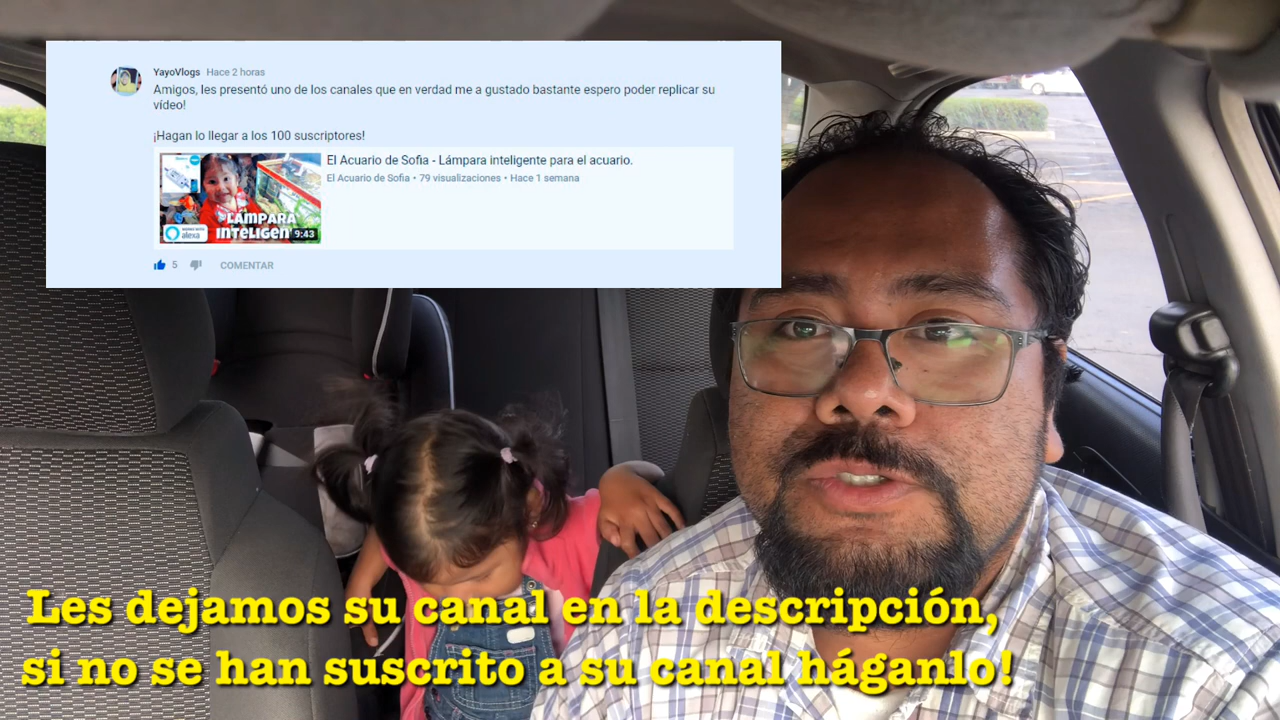 YayoVlogs Hace 2 horas
Amigos, les presentó uno de los canales que en verdad me a gustado bastante espero poder replicar su
vídeo!
¡Hagan lo llegar a los 100 suscriptores!
El Acuario de Sofia - Lámpara inteligente para el acuario.
El Acuario de Sofia • 79 visualizaciones • Hace 1 semana
LÁMPARA
INTELIGEN
9:43
alexa
5 COMENTAR
Les dejamos su canal en la descripción,
si no se han suscrito a su canal háganlo!